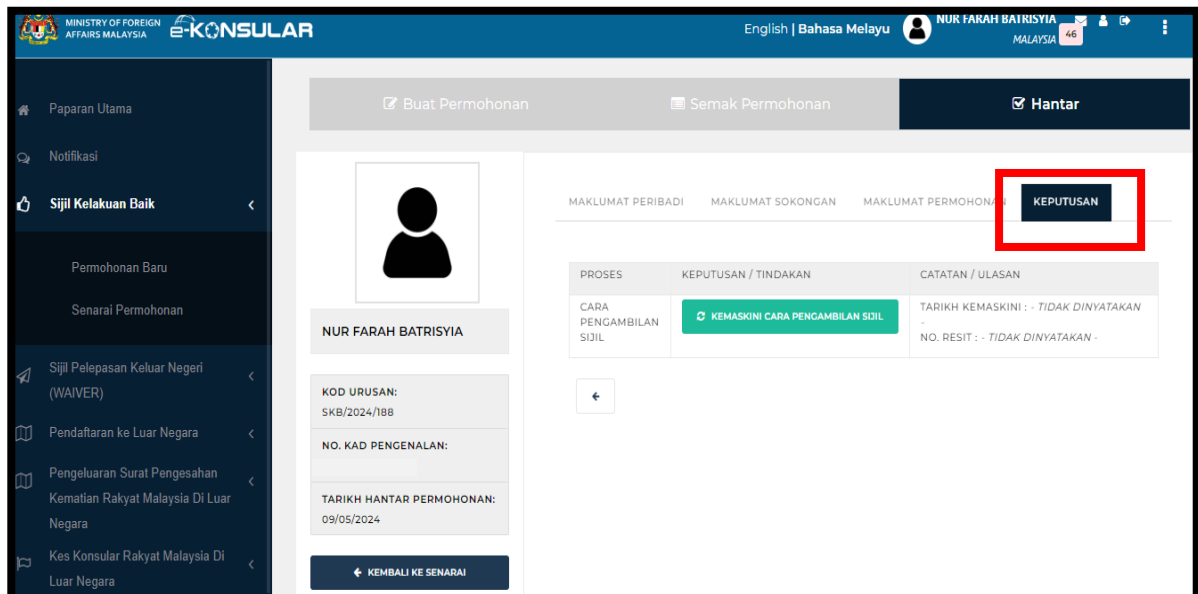 MINISTRY OF FOREIGN
AFFAIRS MALAYSIA
e-KONSULAR
English | Bahasa Melayu
NUR FARAH BATRISYIA
MALAYSIA
46
Paparan Utama
Notifikasi
Sijil Kelakuan Baik
Permohonan Baru
Senarai Permohonan
Sijil Pelepasan Keluar Negeri
(WAIVER)
Pendaftaran ke Luar Negara
Pengeluaran Surat Pengesahan
Kematian Rakyat Malaysia Di Luar
Negara
Kes Konsular Rakyat Malaysia Di
Luar Negara
Buat Permohonan
Semak Permohonan
Hantar
NUR FARAH BATRISYIA
KOD URUSAN:
SKB/2024/188
NO. KAD PENGENALAN:
TARIKH HANTAR PERMOHONAN:
09/05/2024
KEMBALI KE SENARAI
MAKLUMAT PERIBADI
MAKLUMAT SOKONGAN
MAKLUMAT PERMOHONAN
KEPUTUSAN
PROSES
KEPUTUSAN / TINDAKAN
CATATAN / ULASAN
CARA
PENGAMBILAN
SIJIL
KEMASKINI CARA PENGAMBILAN SIJIL
TARIKH KEMASKINI : - TIDAK DINYATAKAN
-
NO. RESIT : - TIDAK DINYATAKAN -